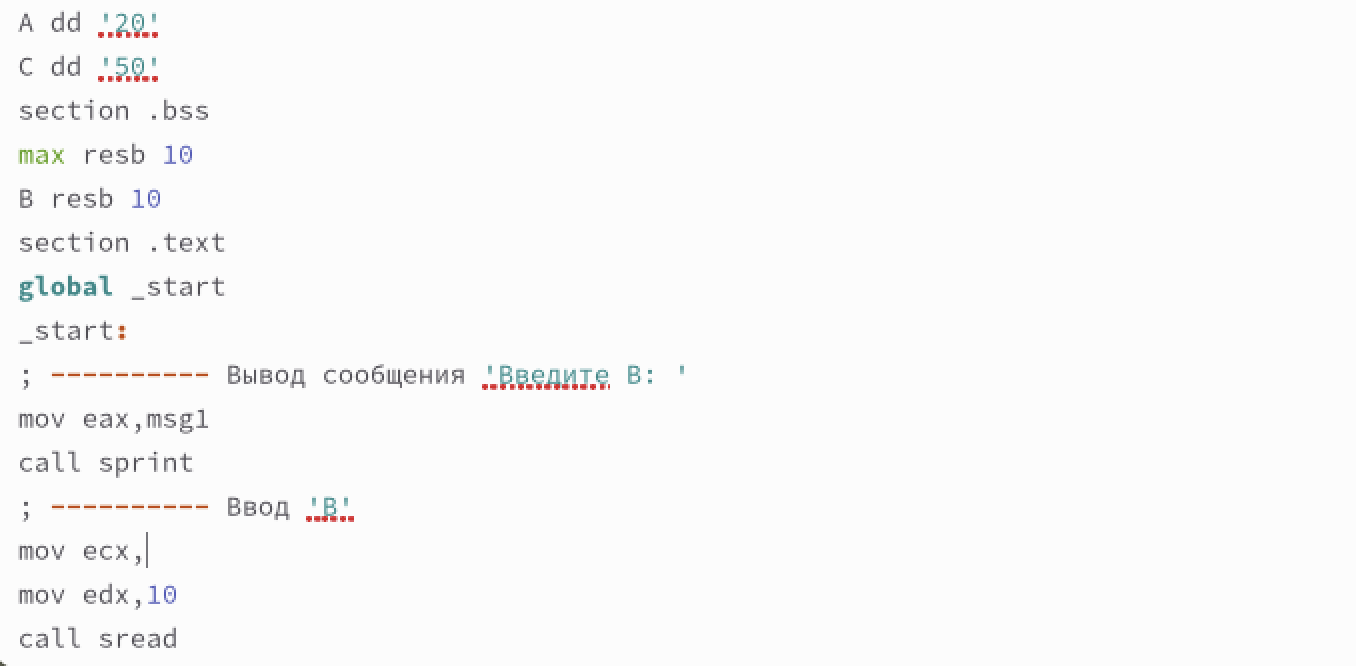 A dd '20'
C dd '50'
section .bss
max resb 10
B resb 10
section .text
global _start
_start:
; ---------- Вывод сообщения 'Введите B: '
mov eax,msg1
call sprint
; ---------- Ввод 'B'
mov ecx,
mov edx,10
call sread